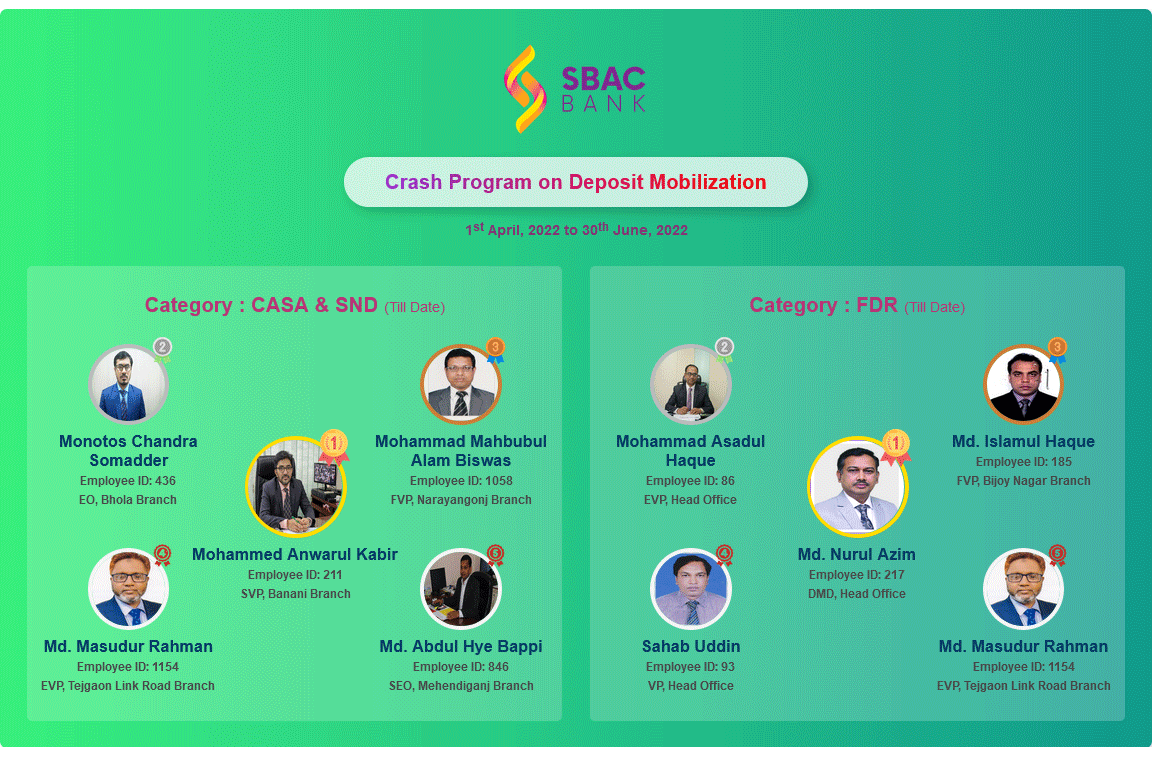 SBAC
BANK
Crash Program on Deposit Mobilization
1st April, 2022 to 30th June, 2022
Category : CASA & SND (Till Date)
2
Monotos Chandra
Somadder
Employee ID: 436
EO, Bhola Branch
3
Mohammad Mahbubul
Alam Biswas
Employee ID: 1058
FVP, Narayangonj Branch
1
Mohammed Anwarul Kabir
Employee ID: 211
SVP, Banani Branch
4
Md. Masudur Rahman
Employee ID: 1154
EVP, Tejgaon Link Road Branch
5
Md. Abdul Hye Bappi
Employee ID: 846
SEO, Mehendiganj Branch
Category : FDR (Till Date)
2
Mohammad Asadul
Haque
Employee ID: 86
EVP, Head Office
3
Md. Islamul Haque
Employee ID: 185
FVP, Bijoy Nagar Branch
1
Md. Nurul Azim
Employee ID: 217
DMD, Head Office
4
Sahab Uddin
Employee ID: 93
VP, Head Office
5
Md. Masudur Rahman
Employee ID: 1154
EVP, Tejgaon Link Road Branch